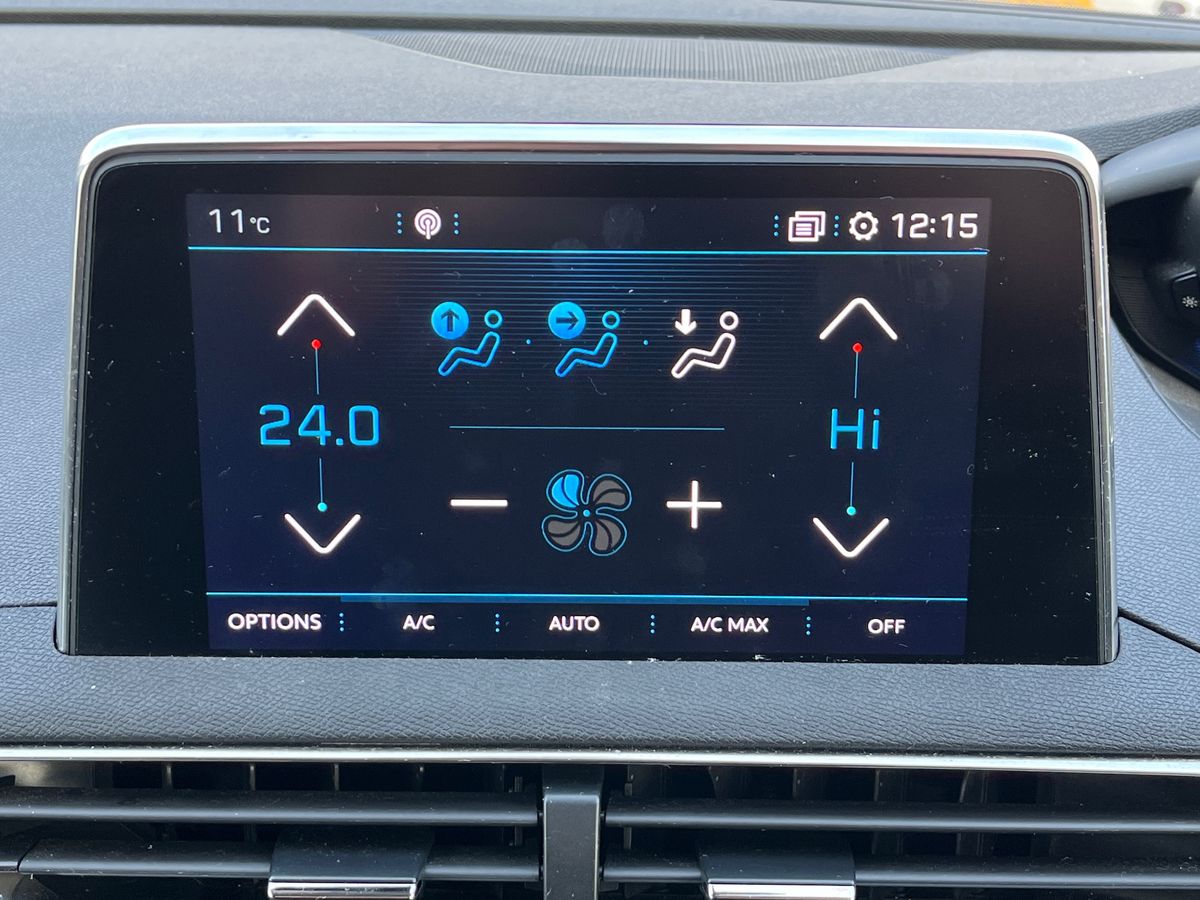 11°C 12:15
24.0 Hi
OPTIONS A/C AUTO A/C MAX OFF